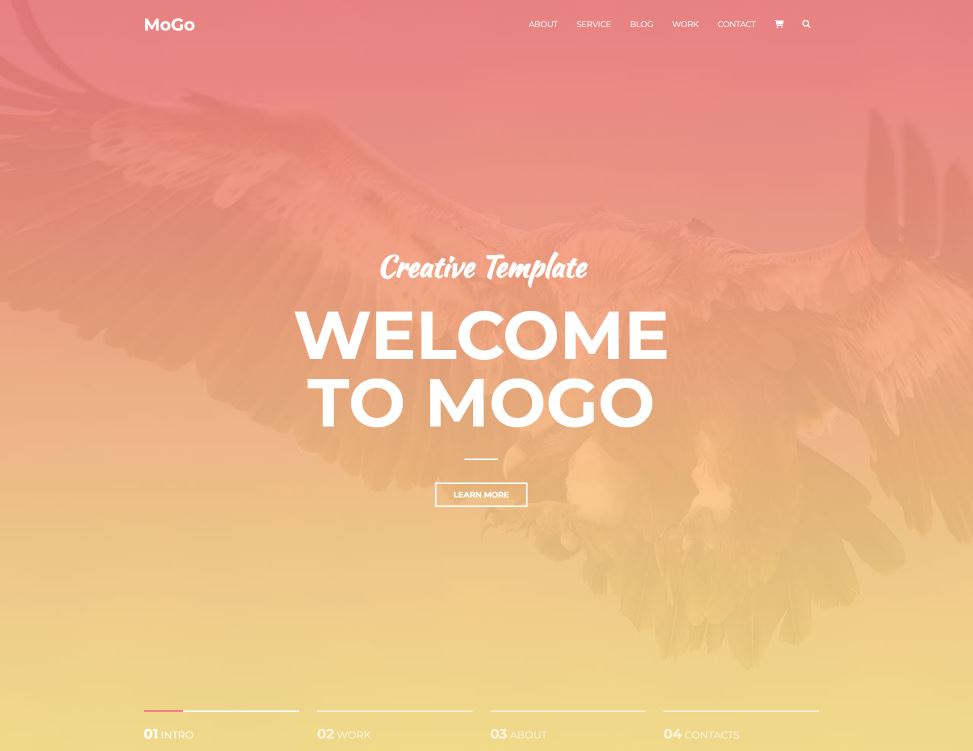 MoGo
ABOUT SERVICE BLOG WORK CONTACT
Creative Template
WELCOME
TO MOGO
LEARN MORE
01 INTRO
02 WORK
03 ABOUT
04 CONTACTS